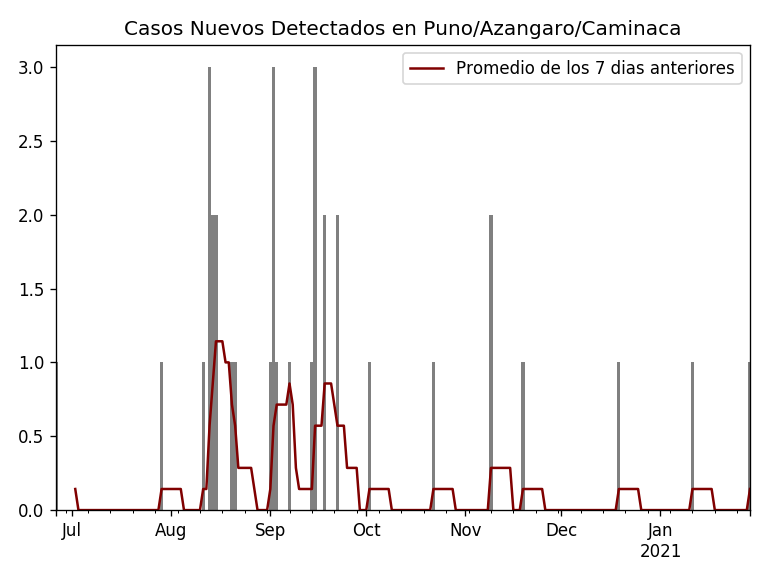 Casos Nuevos Detectados en Puno/Azangaro/Caminaca
Promedio de los 7 dias anteriores
3.0
2.5
2.0
1.5
1.0
0.5
0.0
Jul Aug Sep Oct Nov Dec Jan
2021